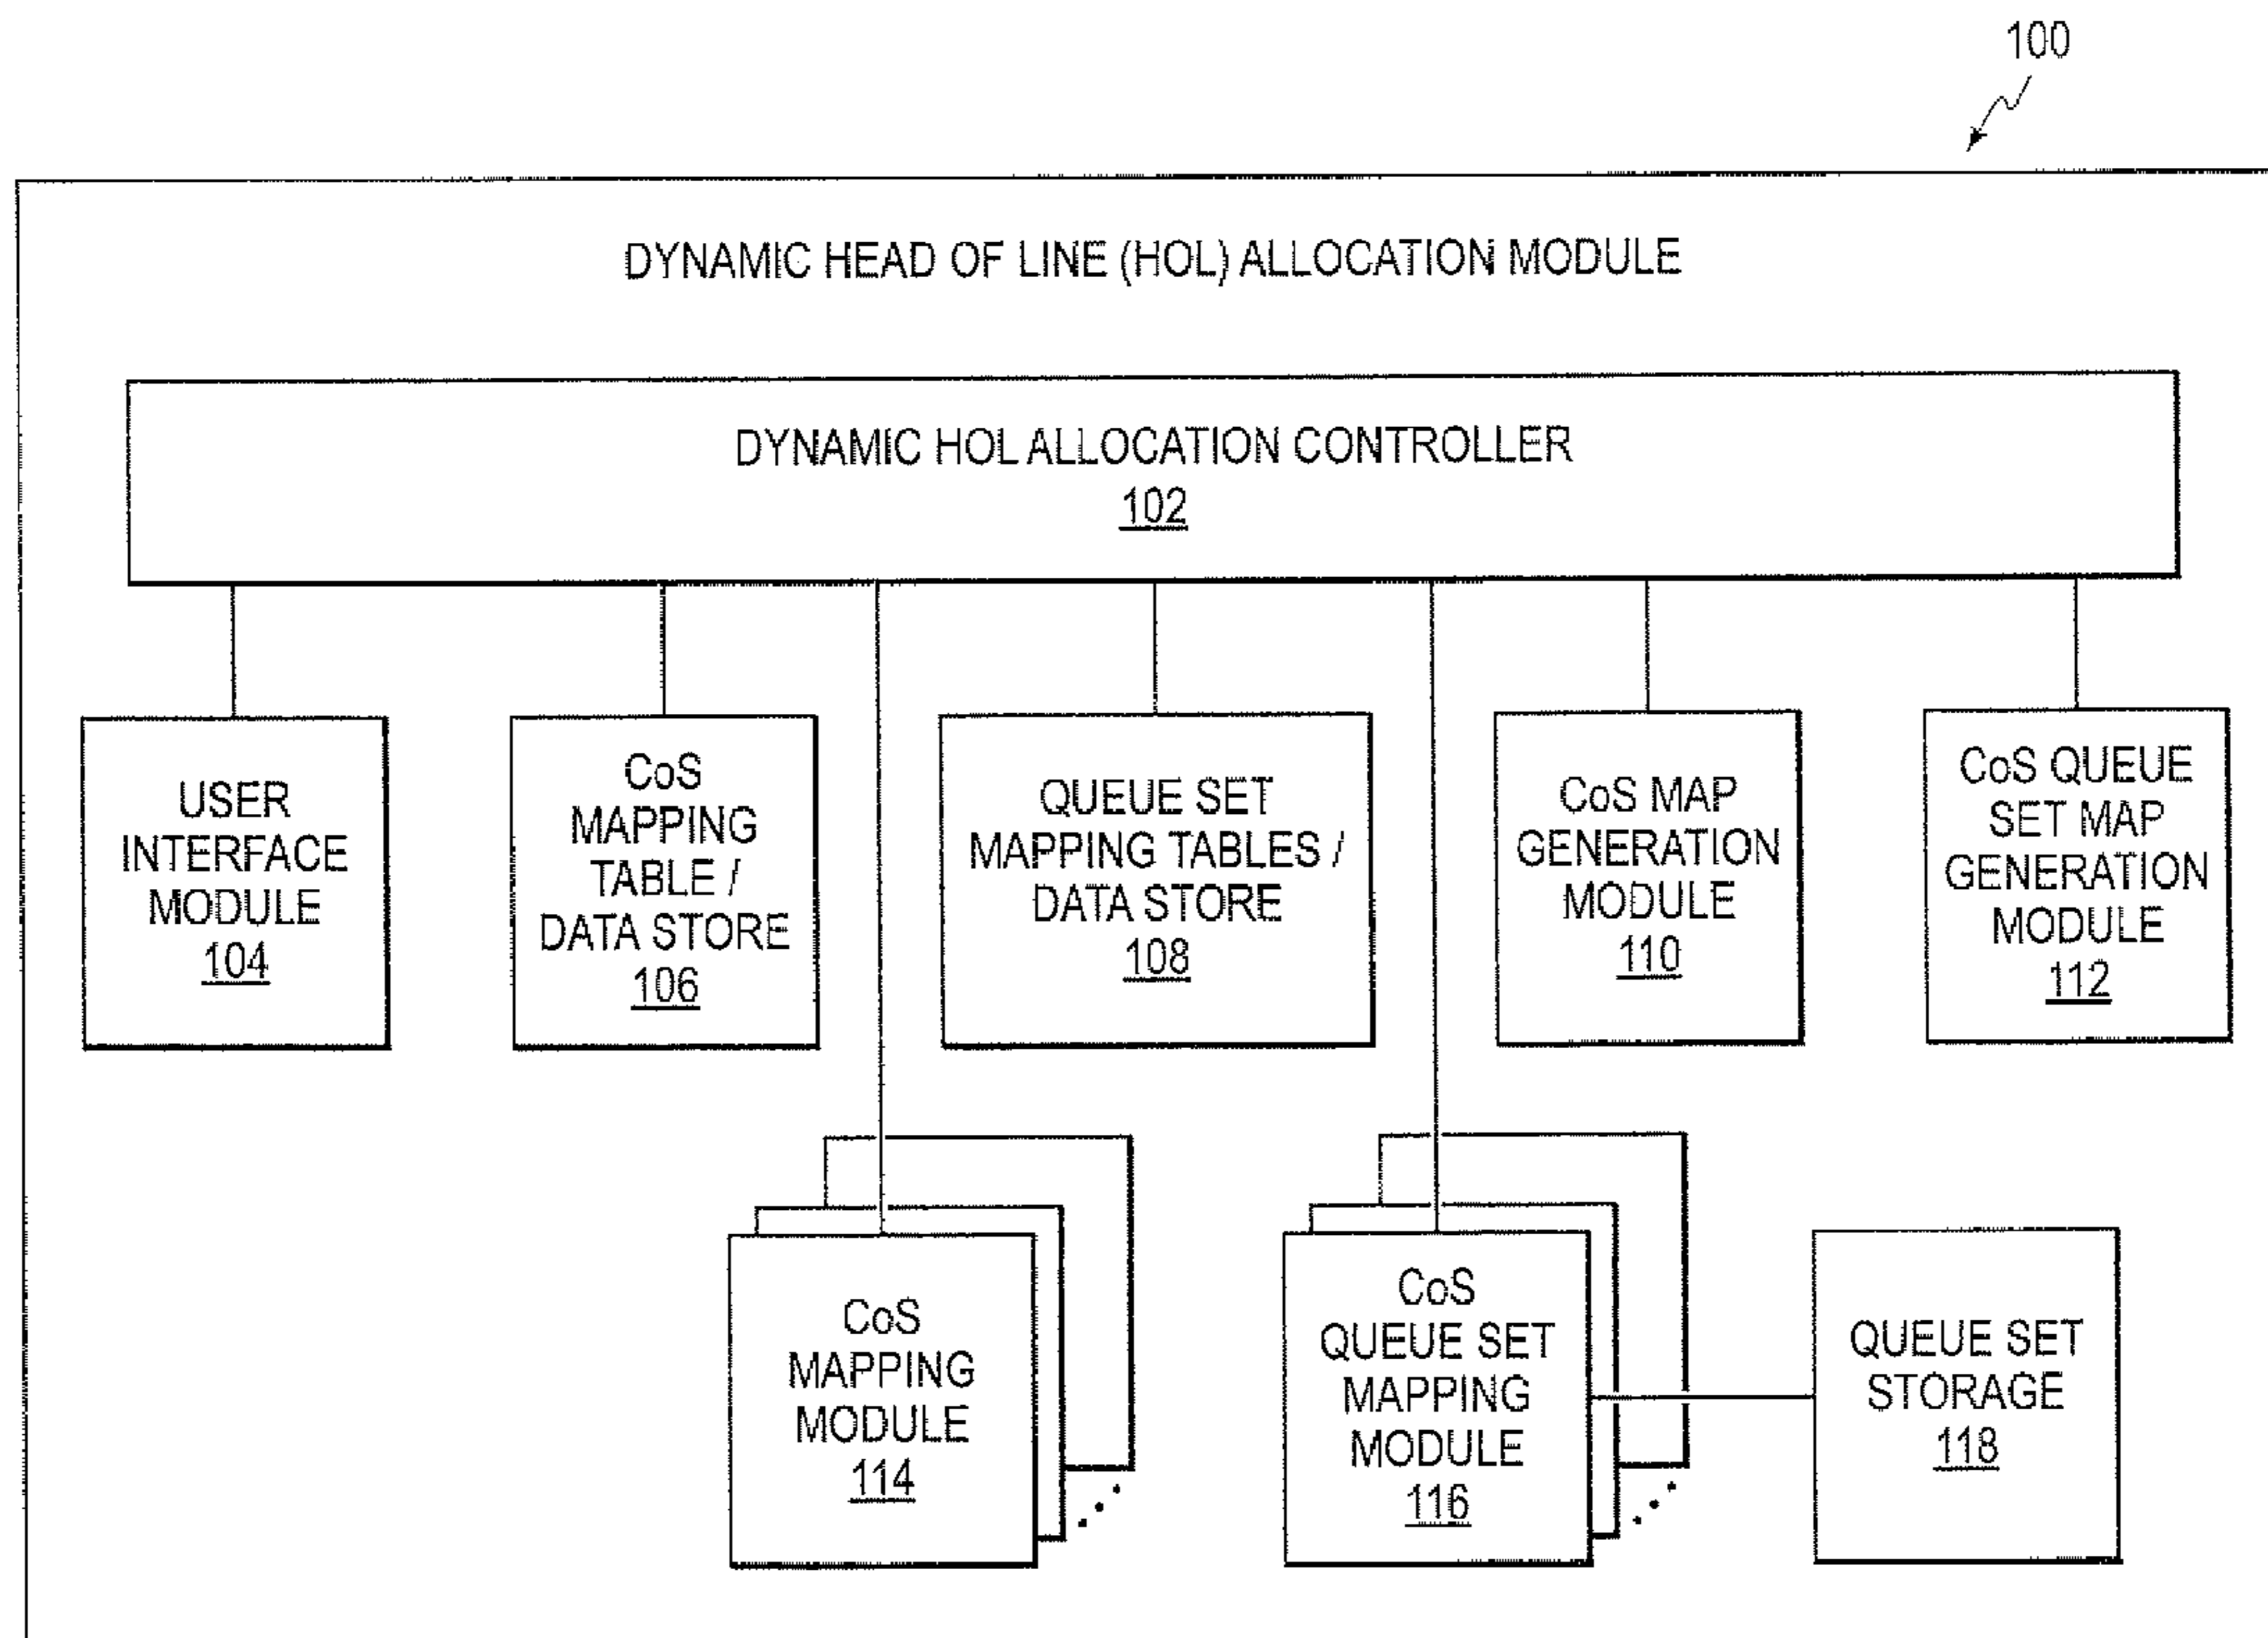 100
DYNAMIC HEAD OF LINE (HOL) ALLOCATION MODULE
DYNAMIC HOL ALLOCATION CONTROLLER
102
USER
INTERFACE
MODULE
104
CoS
MAPPING
TABLE /
DATA STORE
106
QUEUE SET
MAPPING TABLES /
DATA STORE
108
CoS MAP
GENERATION
MODULE
110
CoS QUEUE
SET MAP
GENERATION
MODULE
112
CoS
MAPPING
MODULE
114
CoS
QUEUE SET
MAPPING
MODULE
116
QUEUE SET
STORAGE
118